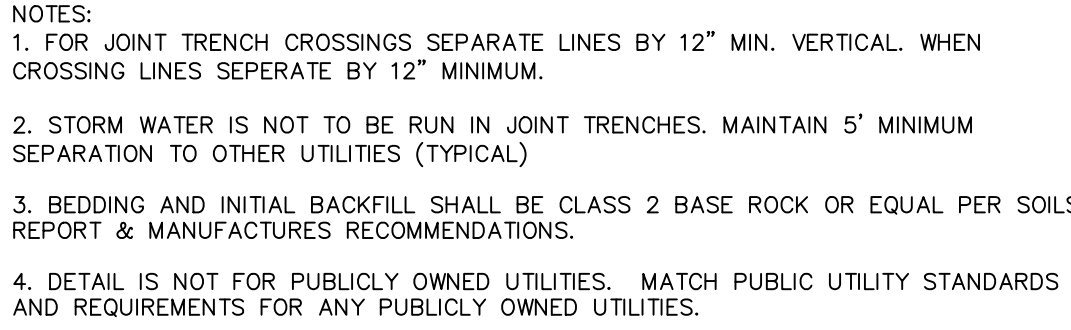 NOTES:
1. FOR JOINT TRENCH CROSSINGS SEPARATE LINES BY 12” MIN. VERTICAL. WHEN
CROSSING LINES SEPERATE BY 12” MINIMUM.
2. STORM WATER IS NOT TO BE RUN IN JOINT TRENCHES. MAINTAIN 5’ MINIMUM
SEPARATION TO OTHER UTILITIES (TYPICAL)
3. BEDDING AND INITIAL BACKFILL SHALL BE CLASS 2 BASE ROCK OR EQUAL PER SOILS
REPORT & MANUFACTURES RECOMMENDATIONS.
4. DETAIL IS NOT FOR PUBLICLY OWNED UTILITIES. MATCH PUBLIC UTILITY STANDARDS
AND REQUIREMENTS FOR ANY PUBLICLY OWNED UTILITIES.